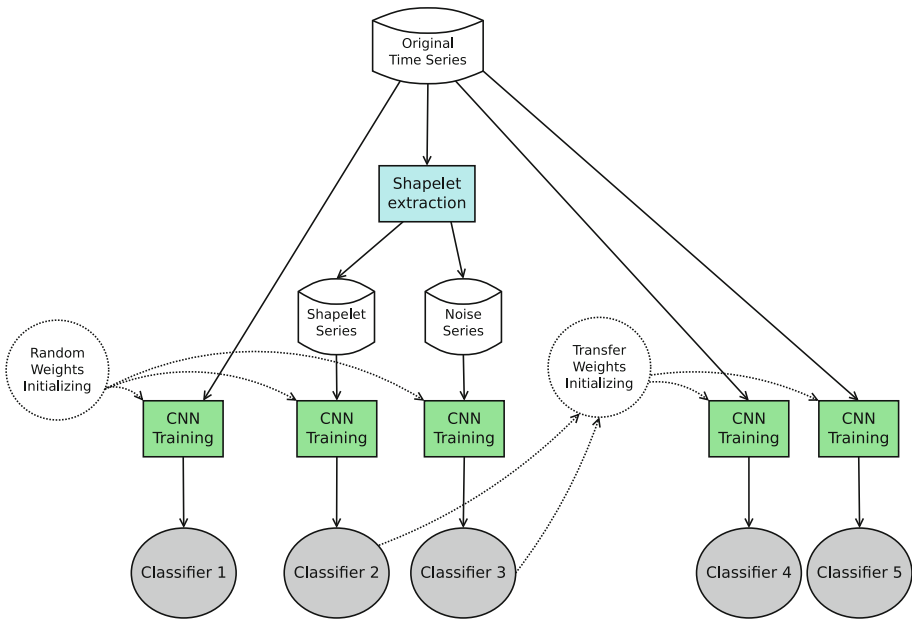 Original
Time Series
Shapelet
extraction
Shapelet
Series
Noise
Series
Random
Weights
Initializing
Transfer
Weights
Initializing
CNN
Training
CNN
Training
CNN
Training
CNN
Training
CNN
Training
Classifier 1
Classifier 2
Classifier 3
Classifier 4
Classifier 5